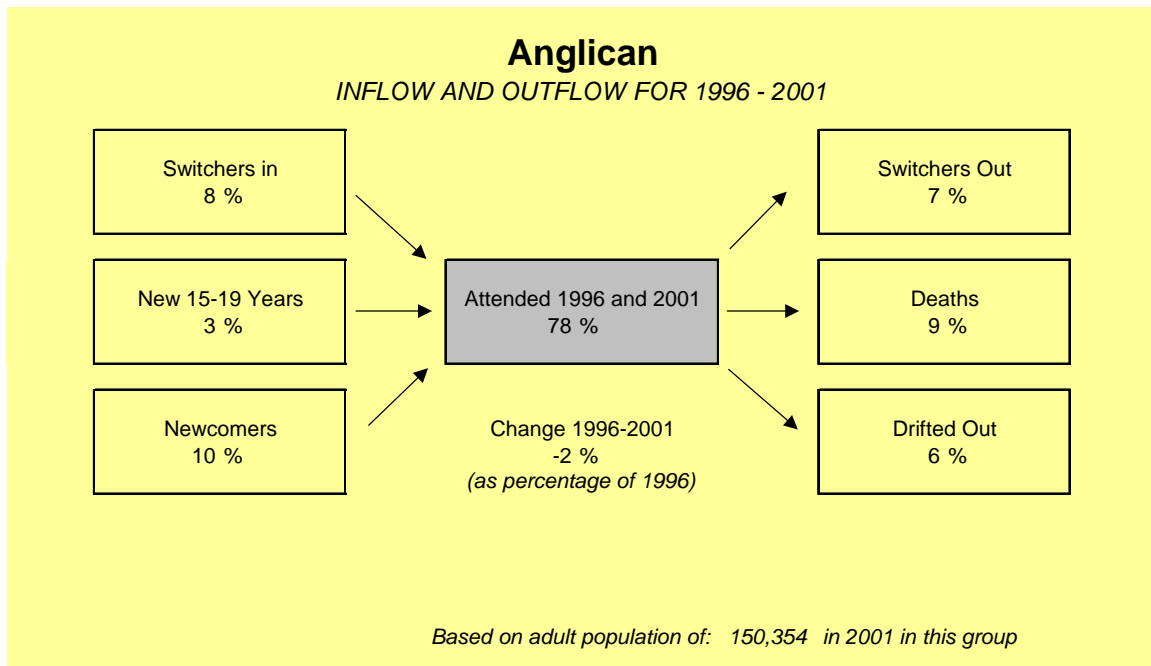 Anglican
INFLOW AND OUTFLOW FOR 1996 - 2001
Switchers in
8 %
New 15-19 Years
3 %
Newcomers
10 %
Attended 1996 and 2001
78 %
Change 1996-2001
-2 %
(as percentage of 1996)
Switchers Out
7 %
Deaths
9 %
Drifted Out
6 %
Based on adult population of: 150,354 in 2001 in this group